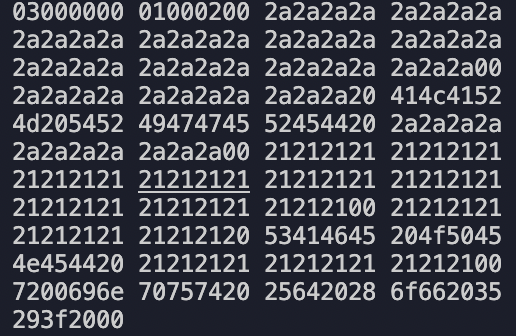 03000000 01000200 2a2a2a2a 2a2a2a2a
2a2a2a2a 2a2a2a2a 2a2a2a2a 2a2a2a2a
2a2a2a2a 2a2a2a2a 2a2a2a2a 2a2a2a00
2a2a2a2a 2a2a2a2a 2a2a2a20 414c4152
4d205452 49474745 52454420 2a2a2a2a
2a2a2a2a 2a2a2a00 21212121 21212121
21212121 21212121 21212121 21212121
21212121 21212121 21212100 21212121
21212121 21212120 53414645 204f5045
4e454420 21212121 21212121 21212100
7200696e 70757420 25642028 6f662035
293f2000